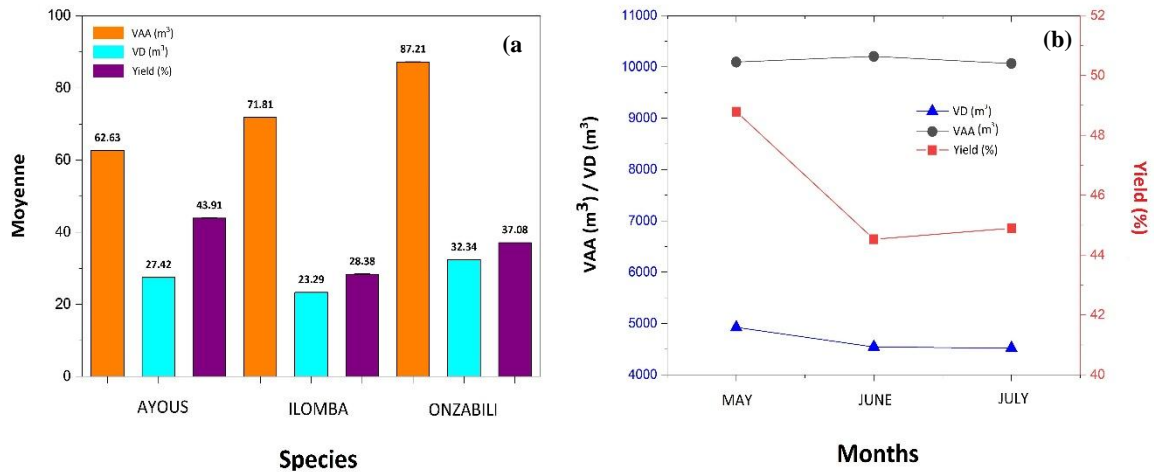 (a)
VAA (m³)
VD (m³)
Yield (%)
100
80
60
40
20
0
Moyenne
62.63
27.42
43.91
71.81
23.29
28.38
87.21
32.34
37.08
AYOUS
ILOMBA
ONZABILI
Species
(b)
VD (m³)
VAA (m³)
Yield (%)
11000
10000
9000
8000
7000
6000
5000
4000
VAA (m³) / VD (m³)
52
50
48
46
44
42
40
Yield (%)
MAY
JUNE
JULY
Months